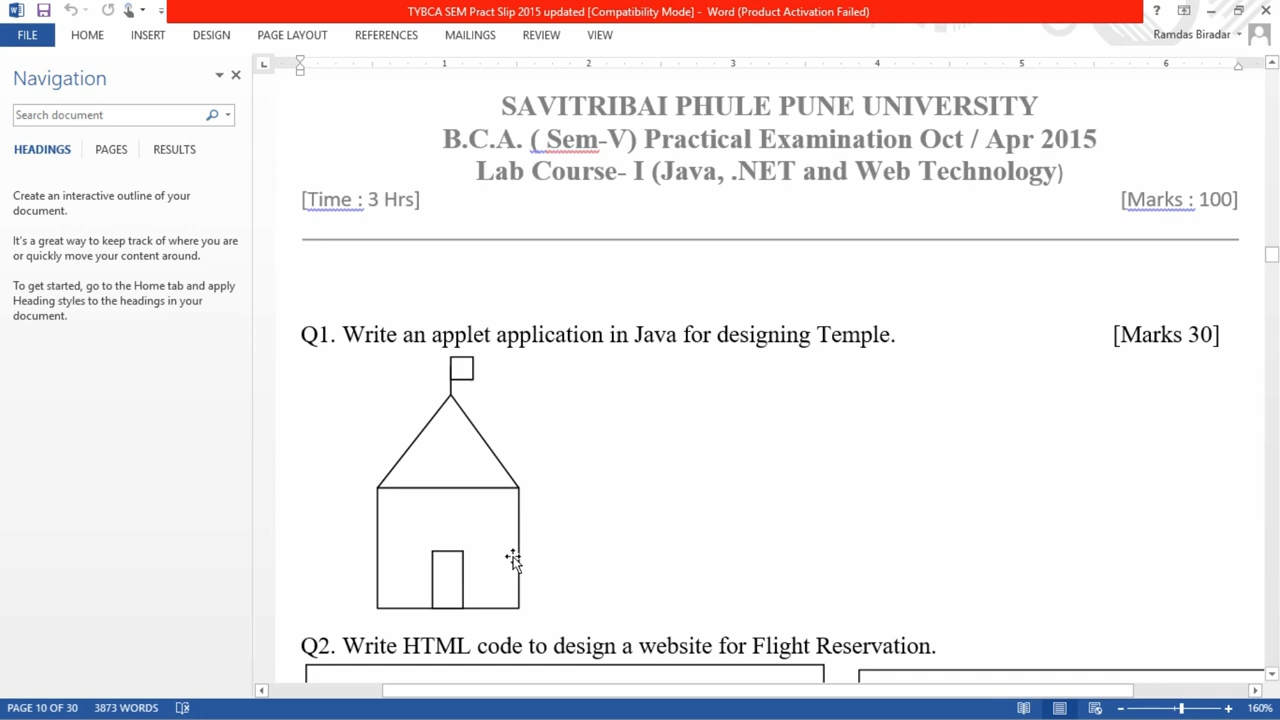 TYBCA SEM Pract Slip 2015 updated [Compatibility Mode] - Word (Product Activation Failed)
?
FILE HOME INSERT DESIGN PAGE LAYOUT REFERENCES MAILINGS REVIEW VIEW
Ramdas Biradar
Navigation
Search document
HEADINGS PAGES RESULTS
Create an interactive outline of your
document.
It's a great way to keep track of where you are
or quickly move your content around.
To get started, go to the Home tab and apply
Heading styles to the headings in your
document.
1 2 3 4 5 6
SAVITRIBAI PHULE PUNE UNIVERSITY
B.C.A. ( Sem-V) Practical Examination Oct / Apr 2015
Lab Course- I (Java, .NET and Web Technology)
[Time : 3 Hrs] [Marks : 100]
Q1. Write an applet application in Java for designing Temple. [Marks 30]
Q2. Write HTML code to design a website for Flight Reservation.
PAGE 10 OF 30 3873 WORDS
160%